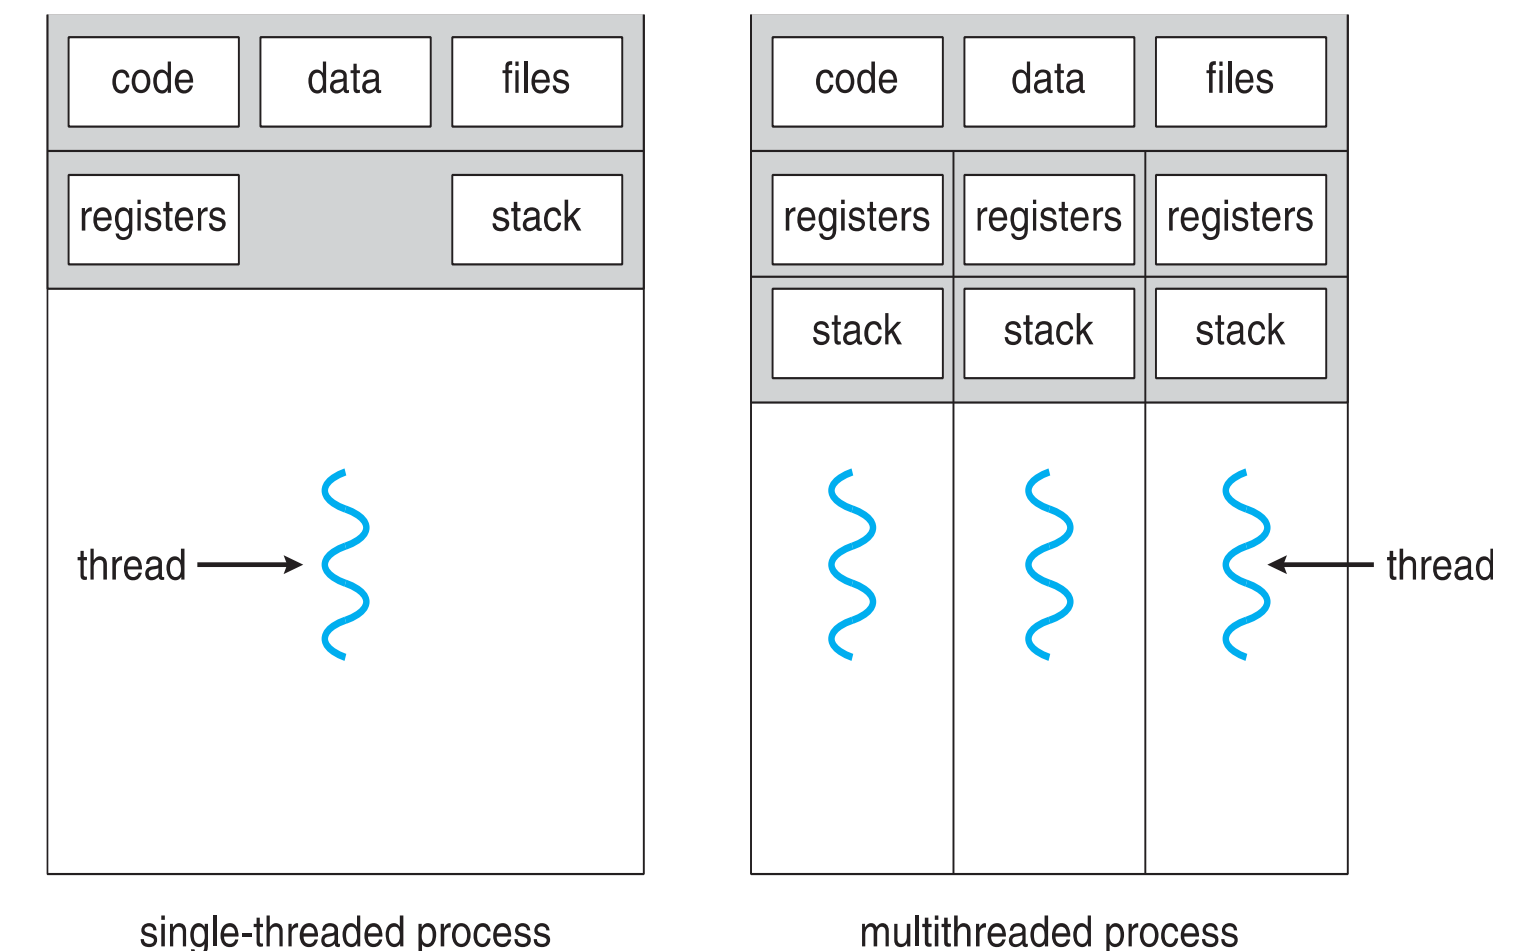 code data files
registers stack
thread
single-threaded process
code data files
registers registers registers
stack stack stack
thread
multithreaded process